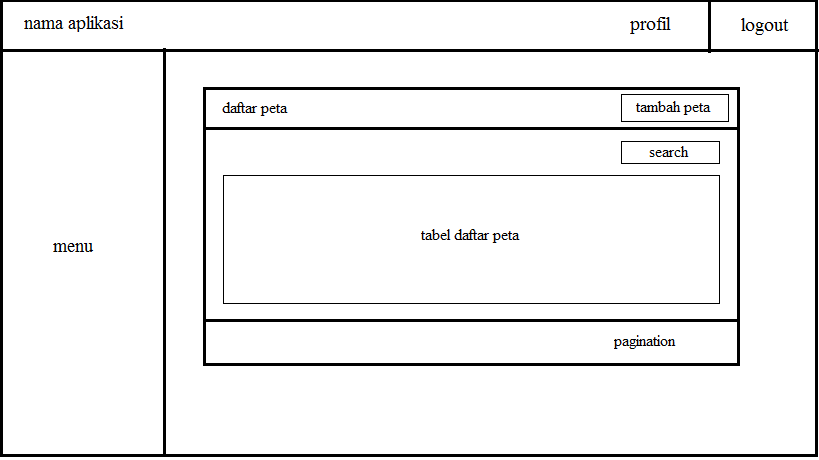 nama aplikasi
profil
logout
daftar peta
tambah peta
search
menu
tabel daftar peta
pagination